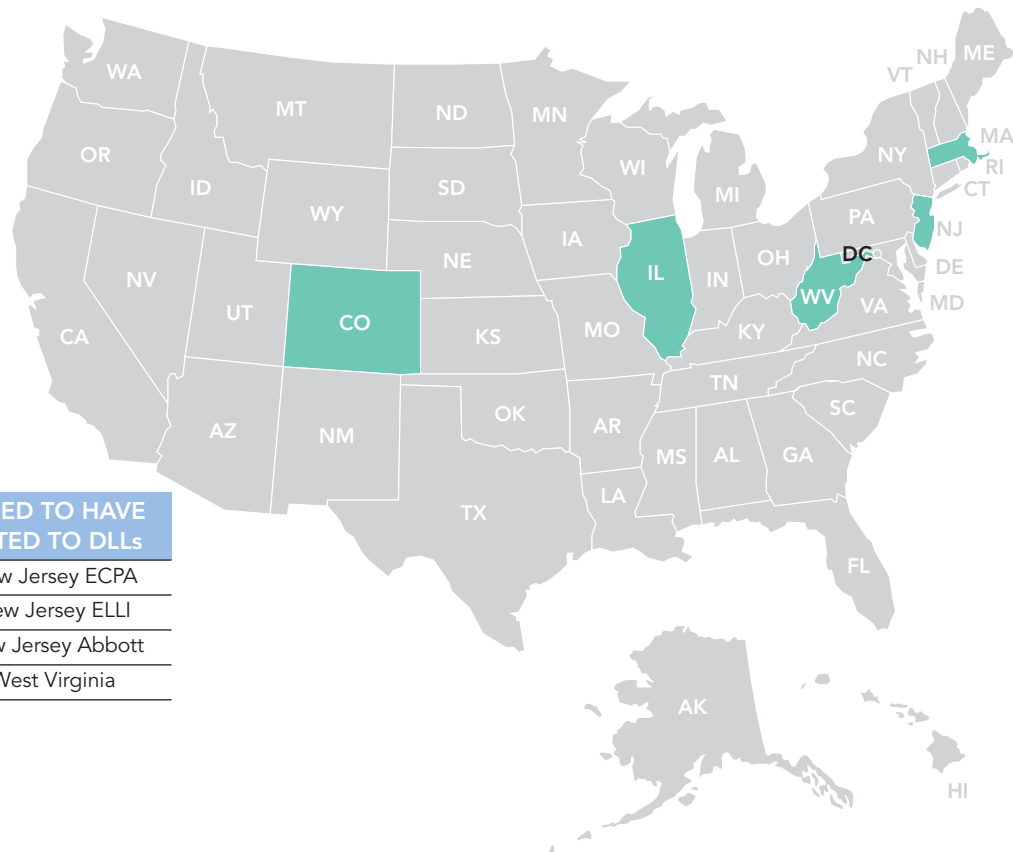 NH
ME
WA
VT
MT
ND
MN
MA
OR
NY
WI
RI
ID
SD
CT
MI
WY
PA
NJ
IA
DC
OH
NE
DE
IL
IN
NV
WV
MD
UT
VA
CO
MO
KY
CA
KS
NC
TN
OK
SC
AZ
NM
AR
MS
AL
GA
LA
TX
ED TO HAVE
TED TO DLLs
w Jersey ECPA
ew Jersey ELLI
w Jersey Abbott
West Virginia
FL
AK
HI